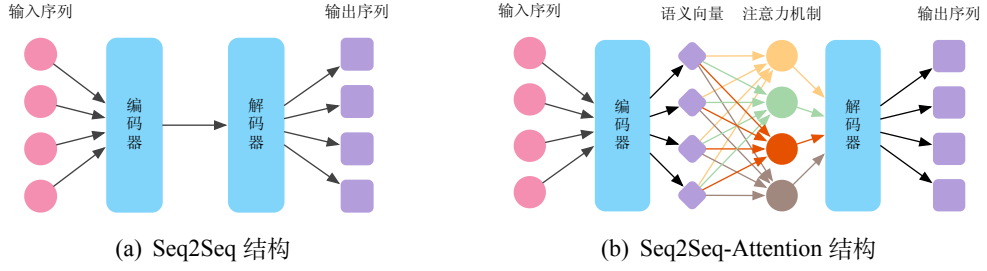 输入序列
输出序列
编码器
解码器
(a) Seq2Seq 结构
输入序列
语义向量
注意力机制
输出序列
编码器
解码器
(b) Seq2Seq-Attention 结构